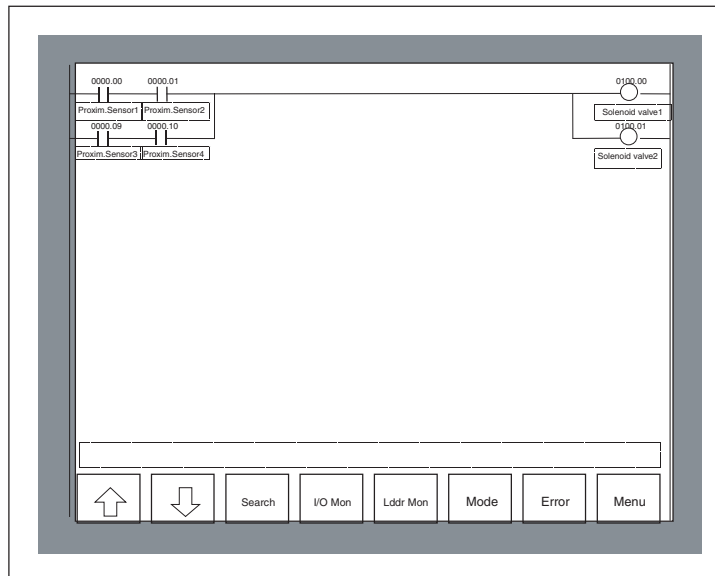 0000.00 0000.01 0100.00
Proxim.Sensor1 Proxim.Sensor2 Solenoid valve1
0000.09 0000.10 0100.01
Proxim.Sensor3 Proxim.Sensor4 Solenoid valve2
Search I/O Mon Lddr Mon Mode Error Menu